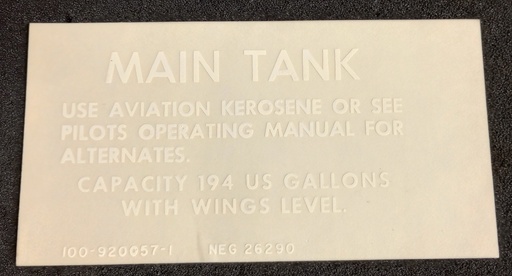 MAIN TANK
USE AVIATION KEROSENE OR SEE
PILOTS OPERATING MANUAL FOR
ALTERNATES.
CAPACITY 194 US GALLONS
WITH WINGS LEVEL.
100-920057-1 NEG 26290